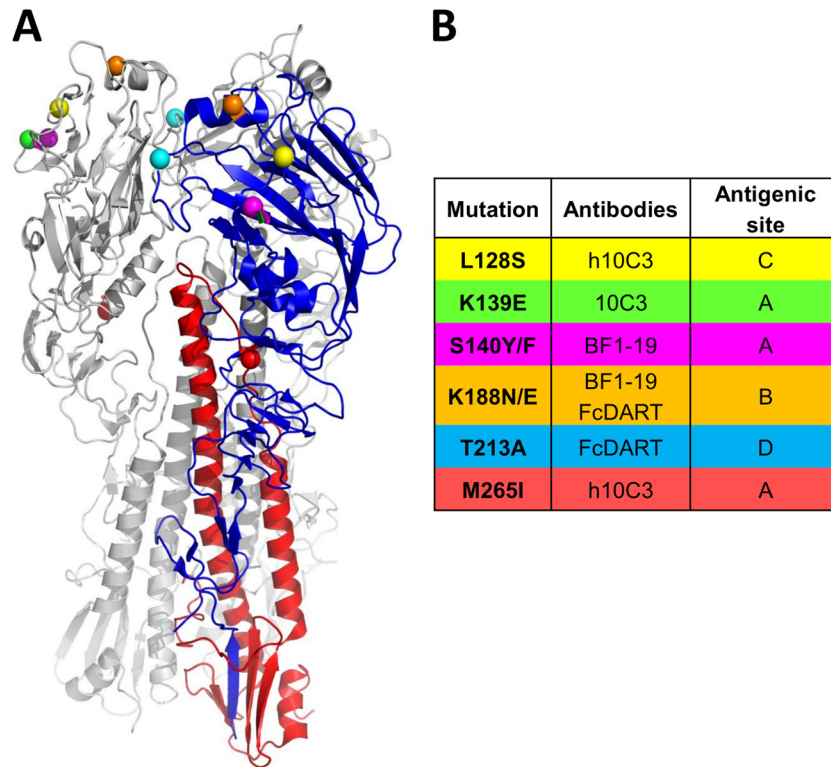 A
B
Mutation Antibodies Antigenic
site
L128S h10C3 C
K139E 10C3 A
S140Y/F BF1-19 A
K188N/E BF1-19
FcDART B
T213A FcDART D
M265I h10C3 A